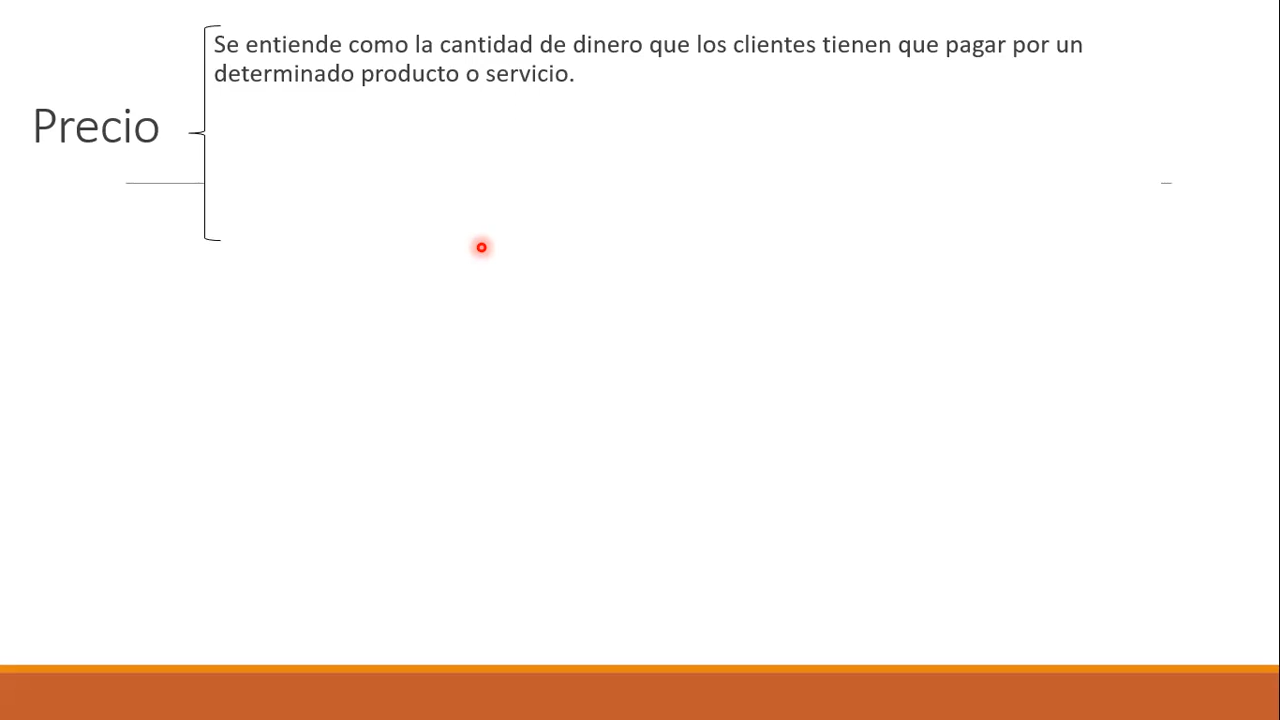 Se entiende como la cantidad de dinero que los clientes tienen que pagar por un
determinado producto o servicio.
Precio